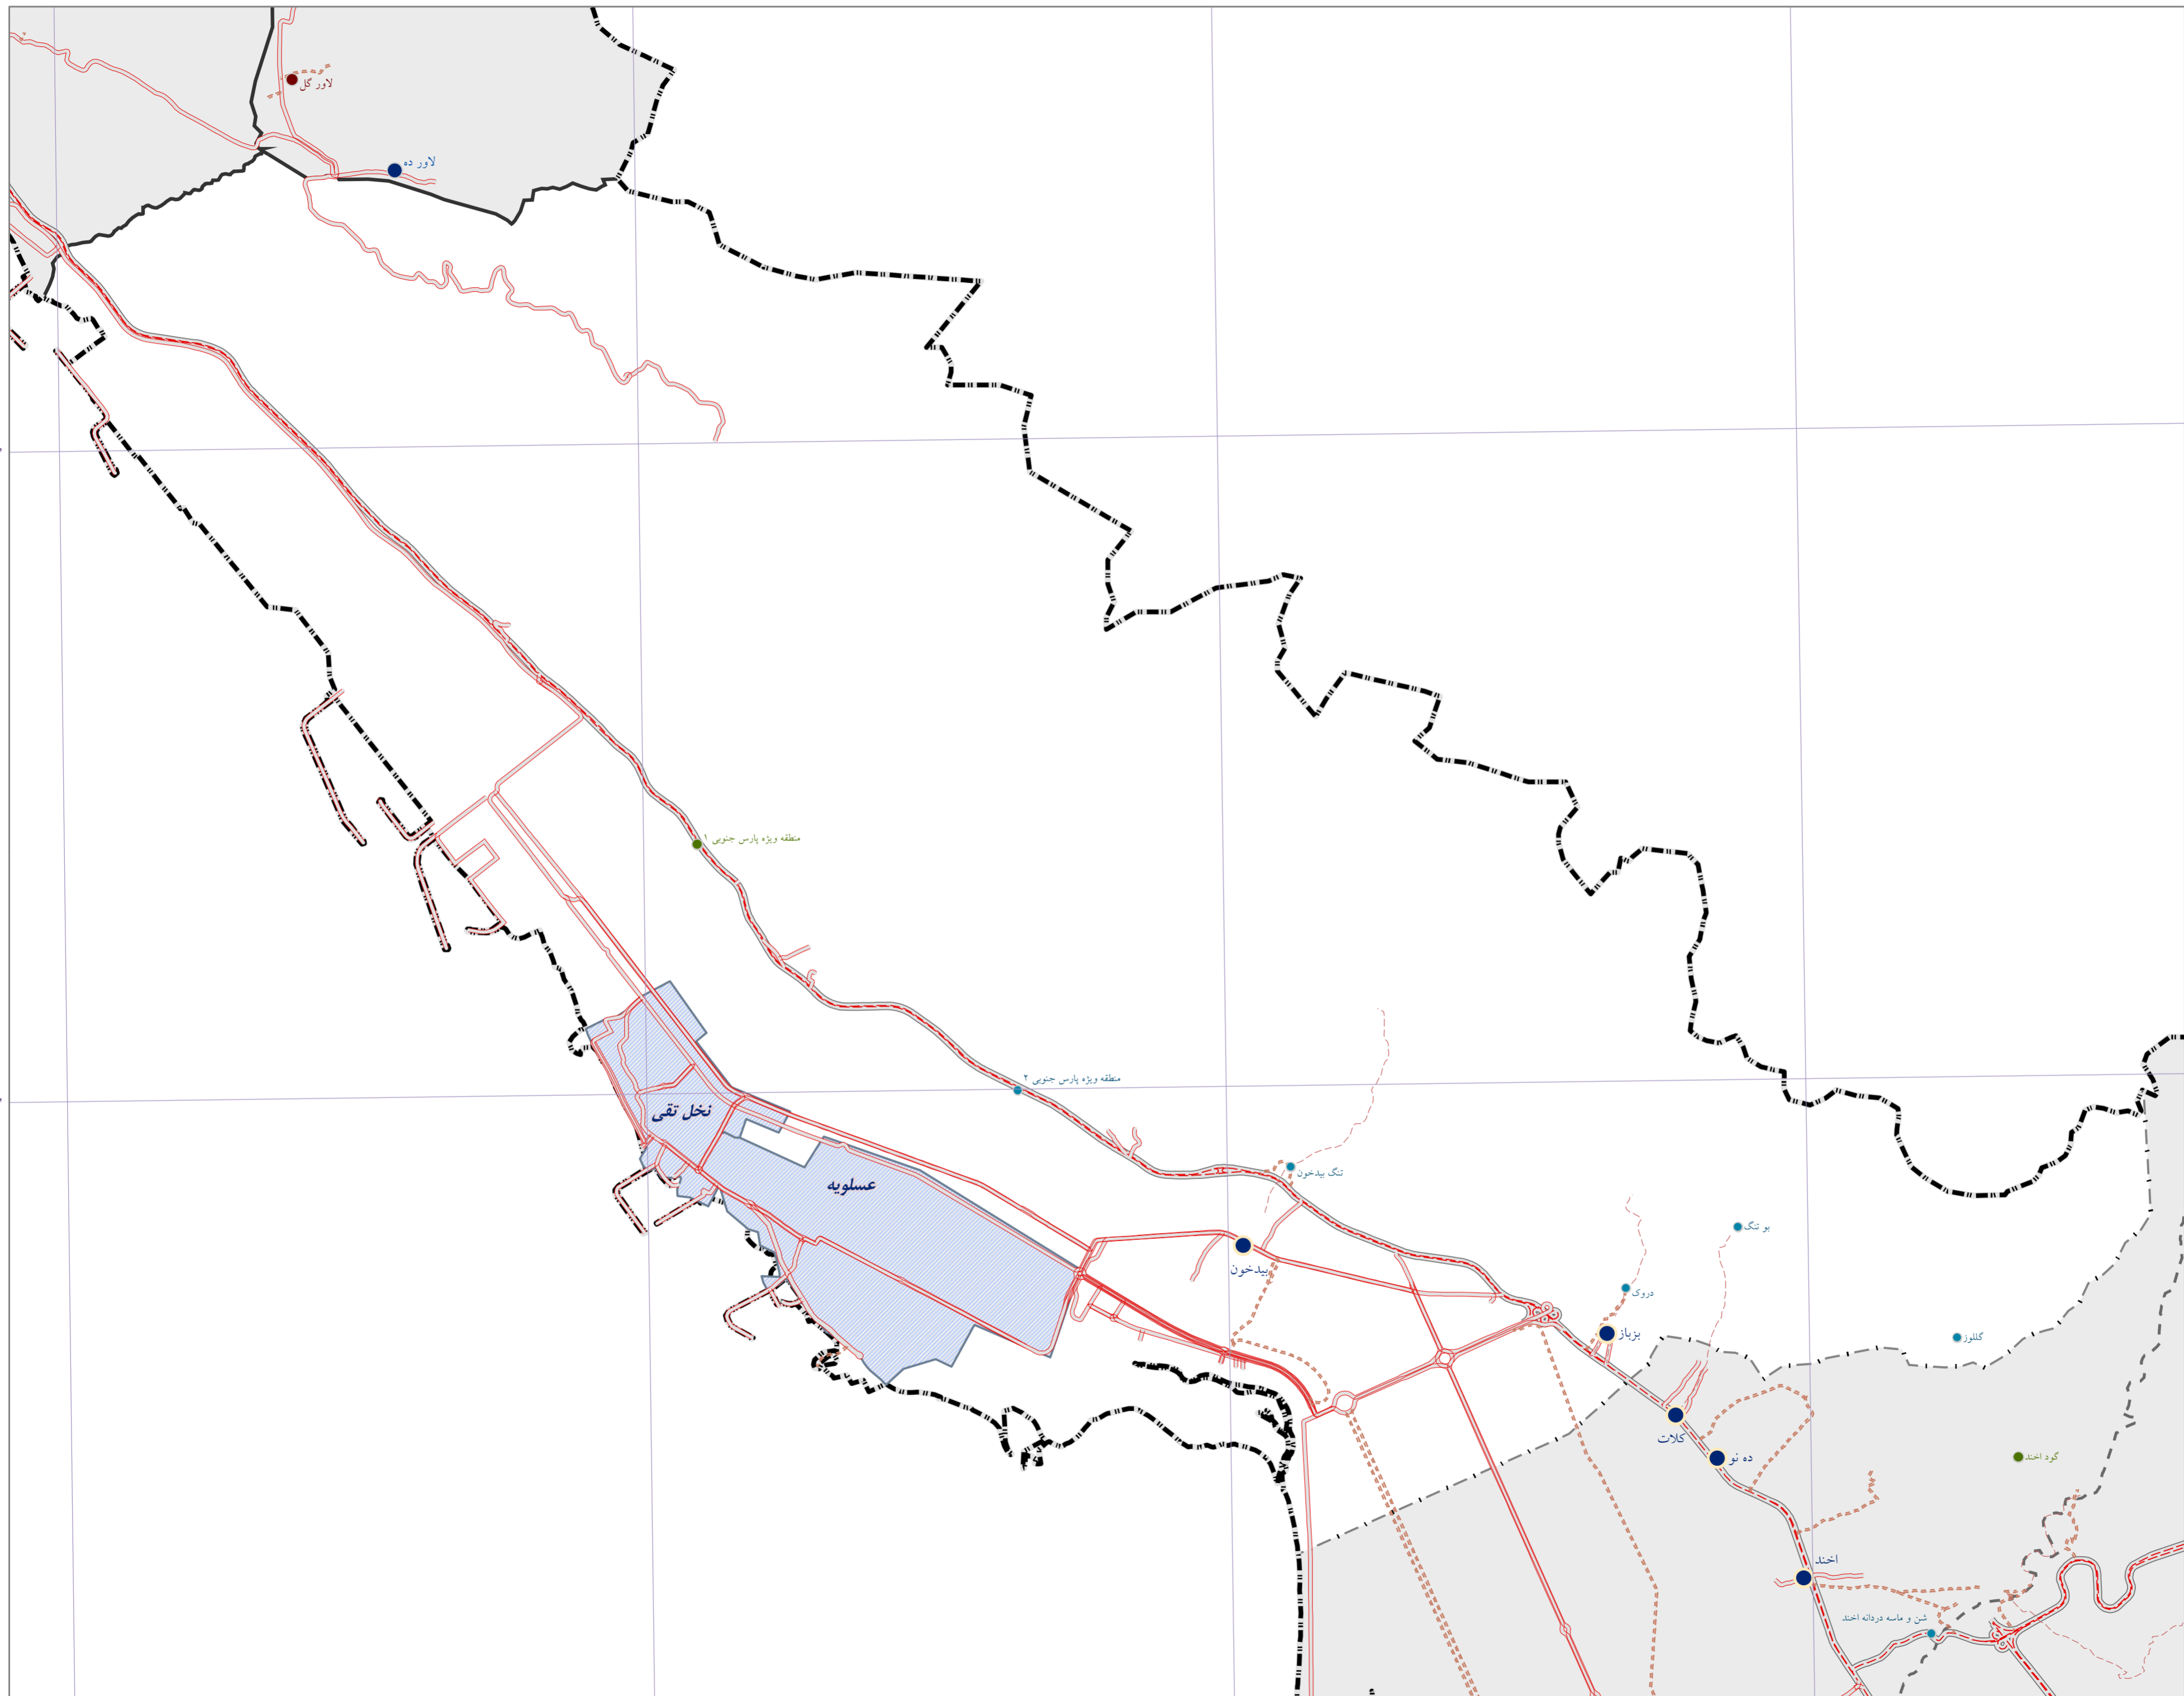 لاور گل
لاور ده
منطقه ویژه پارس جنوبی ۱
منطقه ویژه پارس جنوبی ۲
نخل تقی
عسلویه
تنگ بیدخون
بیدخون
بو تنگ
دروک
بزباز
گللوز
کلات
ده نو
گود اخند
اخند
شن و ماسه دردانه اخند